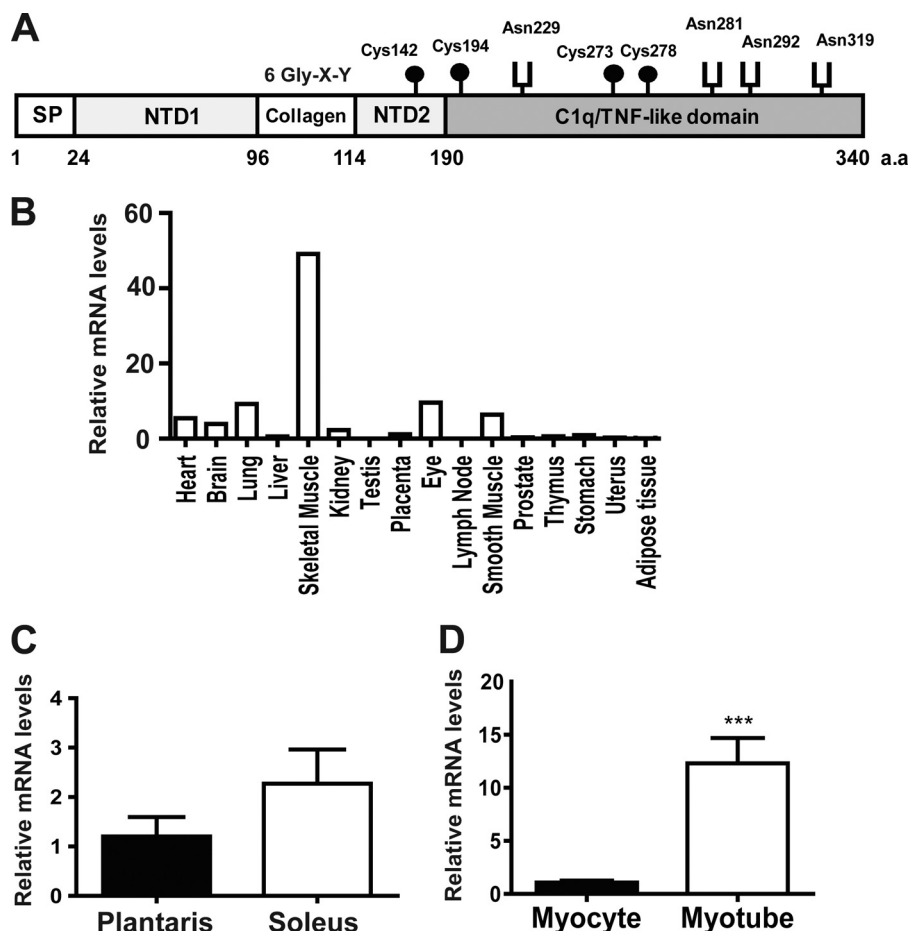 A
Cys142 Cys194 Asn229 Cys273 Cys278 Asn281 Asn292 Asn319
6 Gly-X-Y
SP NTD1 Collagen NTD2 C1q/TNF-like domain
1 24 96 114 190 340 a.a
B
Relative mRNA levels
60
40
20
0
Heart
Brain
Lung
Liver
Skeletal Muscle
Kidney
Testis
Placenta
Eye
Lymph Node
Smooth Muscle
Prostate
Thymus
Stomach
Uterus
Adipose tissue
C
Relative mRNA levels
4
3
2
1
0
Plantaris Soleus
D
Relative mRNA levels
20
15
10
5
0
***
Myocyte Myotube